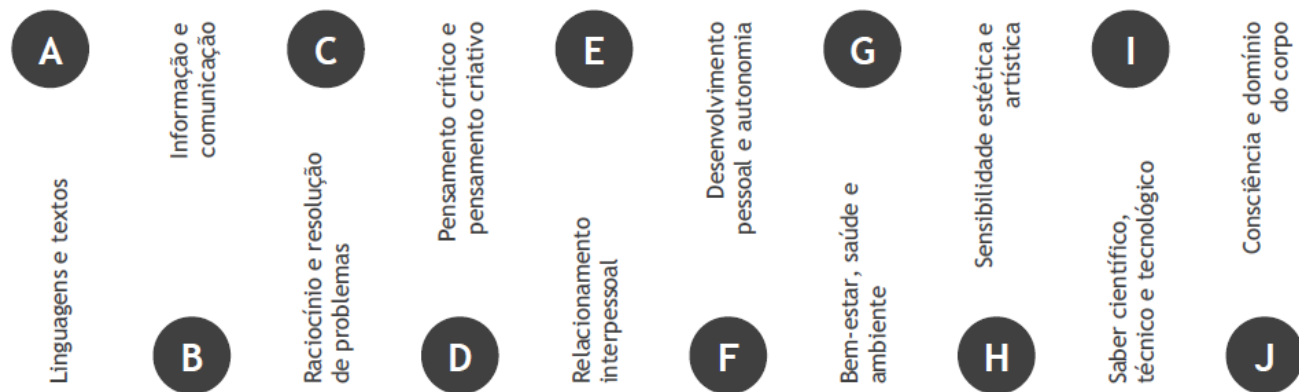 A
Linguagens e textos
B
Informação e
comunicação
C
Raciocínio e resolução
de problemas
D
Pensamento crítico e
pensamento criativo
E
Relacionamento
interpessoal
F
Desenvolvimento
pessoal e autonomia
G
Bem-estar, saúde e
ambiente
H
Sensibilidade estética e
artística
I
Saber científico,
técnico e tecnológico
J
Consciência e domínio
do corpo